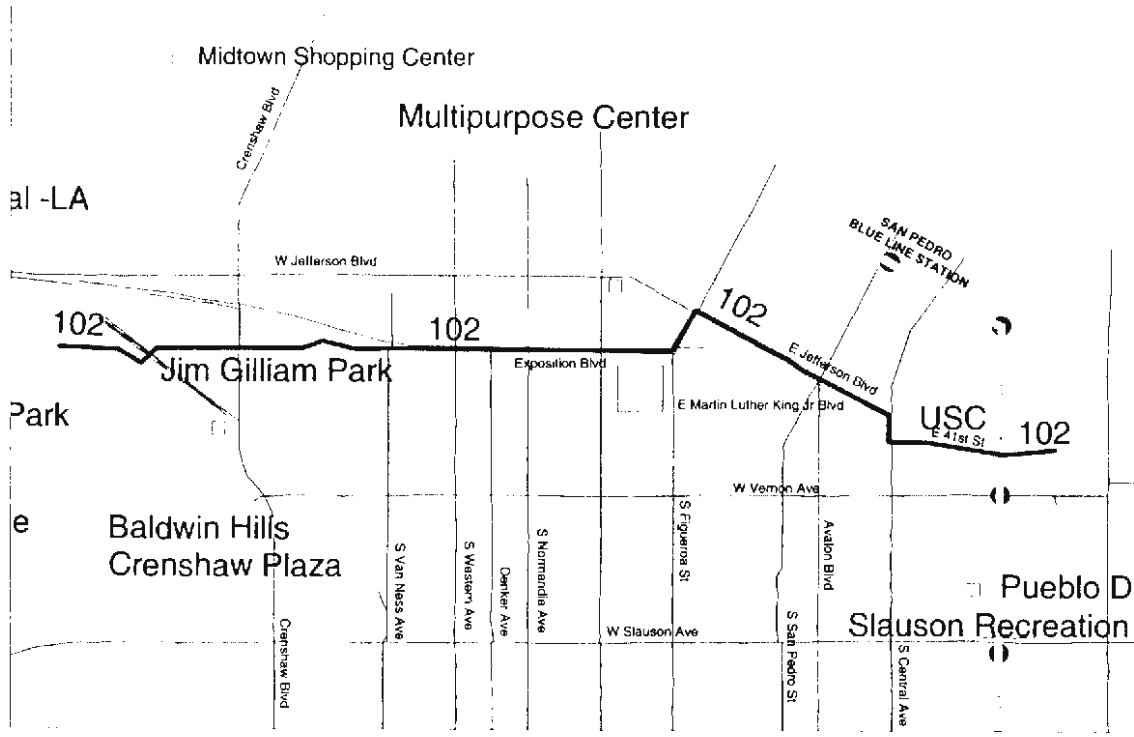 Midtown Shopping Center
Multipurpose Center
Crenshaw Blvd
al -LA
SAN PEDRO
BLUE LINE STATION
W Jefferson Blvd
102
102
102
E Jefferson Blvd
Exposition Blvd
Jim Gilliam Park
E Martin Luther King Jr Blvd
Park
USC
E 41st St
102
W Vernon Ave
e
Baldwin Hills
Crenshaw Plaza
S Van Ness Ave
S Western Ave
Denker Ave
S Normandie Ave
S Figueroa St
Avalon Blvd
Pueblo D
Slauson Recreation
W Slauson Ave
Crenshaw Blvd
S San Pedro St
S Central Ave